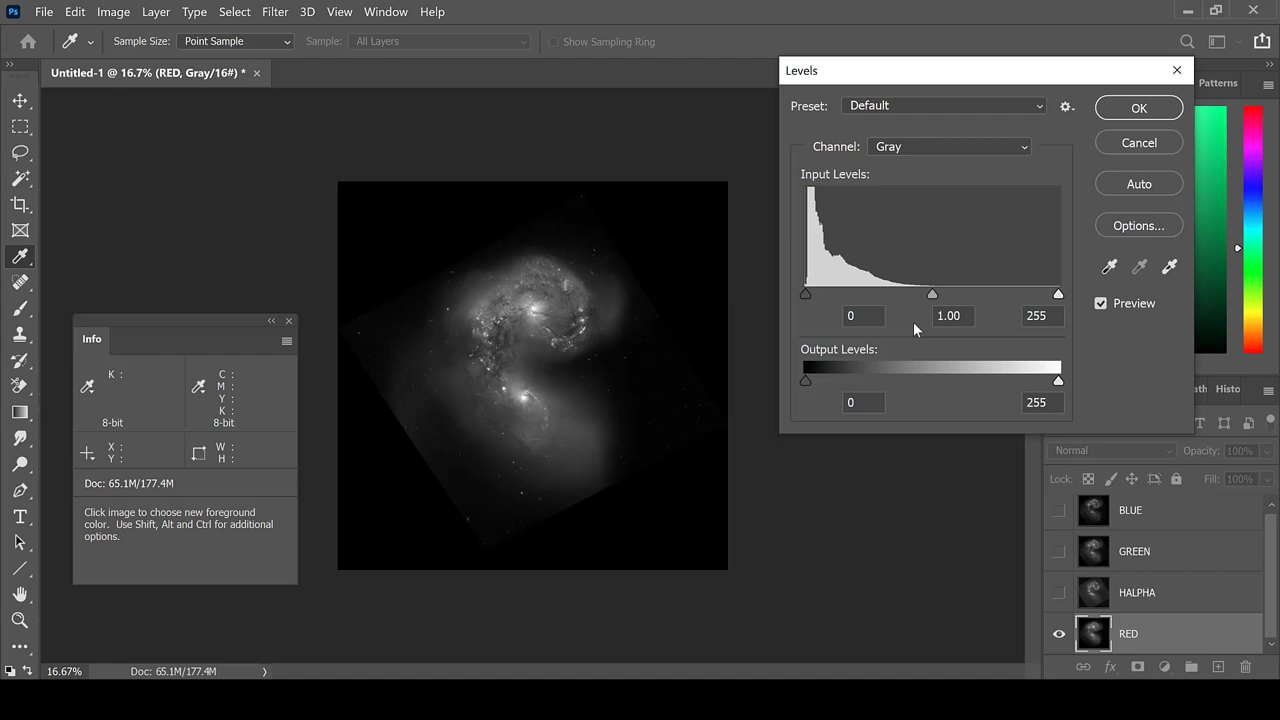 Ps File Edit Image Layer Type Select Filter 3D View Window Help
Sample Size: Point Sample Sample: All Layers Show Sampling Ring
Untitled-1 @ 16.7% (RED, Gray/16#) * ×
Levels
Patterns
Preset: Default
OK
Channel: Gray
Cancel
Input Levels:
Auto
Options...
Preview
0 1.00 255
Output Levels:
0 255
Info
K :
8-bit
C :
M :
Y :
K :
8-bit
X :
Y :
W :
H :
Doc: 65.1M/177.4M
Click image to choose new foreground
color. Use Shift, Alt and Ctrl for additional
options.
Histo
Normal Opacity: 100%
Lock: Fill: 100%
BLUE
GREEN
HALPHA
RED
fx
16.67% Doc: 65.1M/177.4M